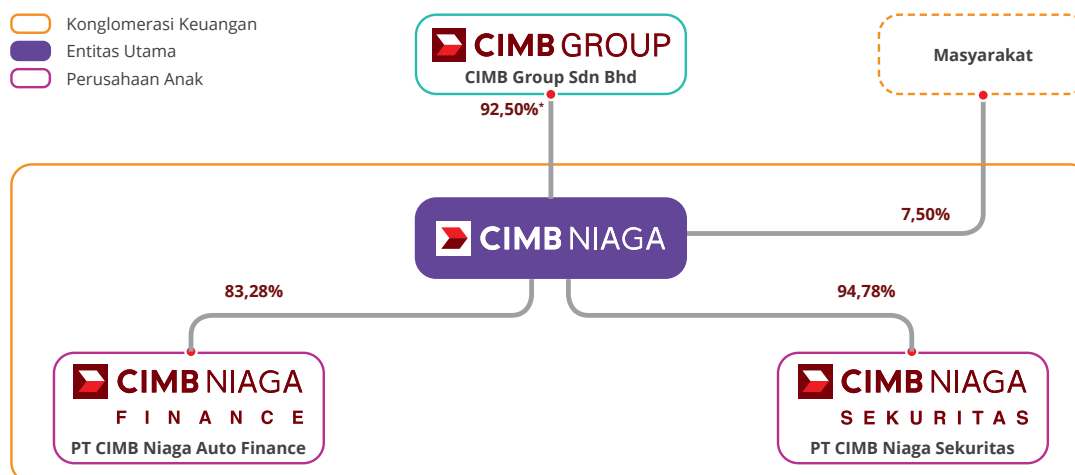 Konglomerasi Keuangan
Entitas Utama
Perusahaan Anak
CIMB GROUP
CIMB Group Sdn Bhd
Masyarakat
92,50%*
7,50%
CIMB NIAGA
83,28%
94,78%
CIMB NIAGA
FINANCE
PT CIMB Niaga Auto Finance
CIMB NIAGA
SEKURITAS
PT CIMB Niaga Sekuritas